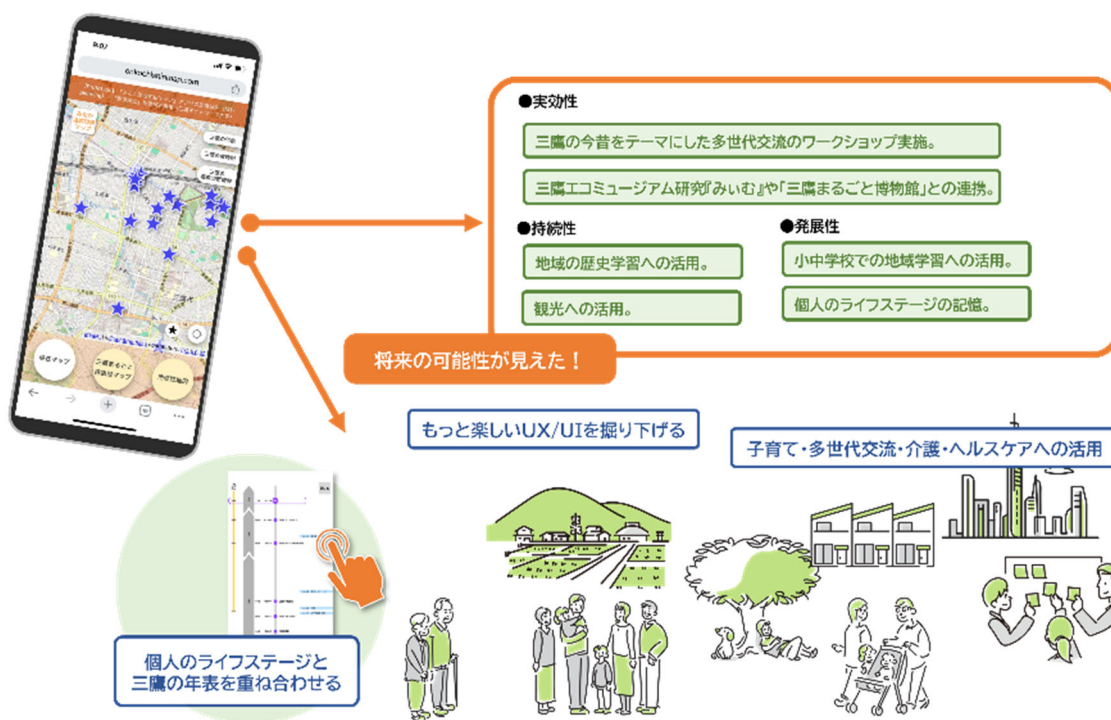 ●実効性
三鷹の今昔をテーマにした多世代交流のワークショップ実施。
三鷹エコミュージアム研究『みぃむ』や「三鷹まるごと博物館」との連携。
●持続性
地域の歴史学習への活用。
観光への活用。
●発展性
小中学校での地域学習への活用。
個人のライフステージの記憶。
将来の可能性が見えた！
もっと楽しいUX/UIを掘り下げる
子育て・多世代交流・介護・ヘルスケアへの活用
個人のライフステージと
三鷹の年表を重ね合わせる